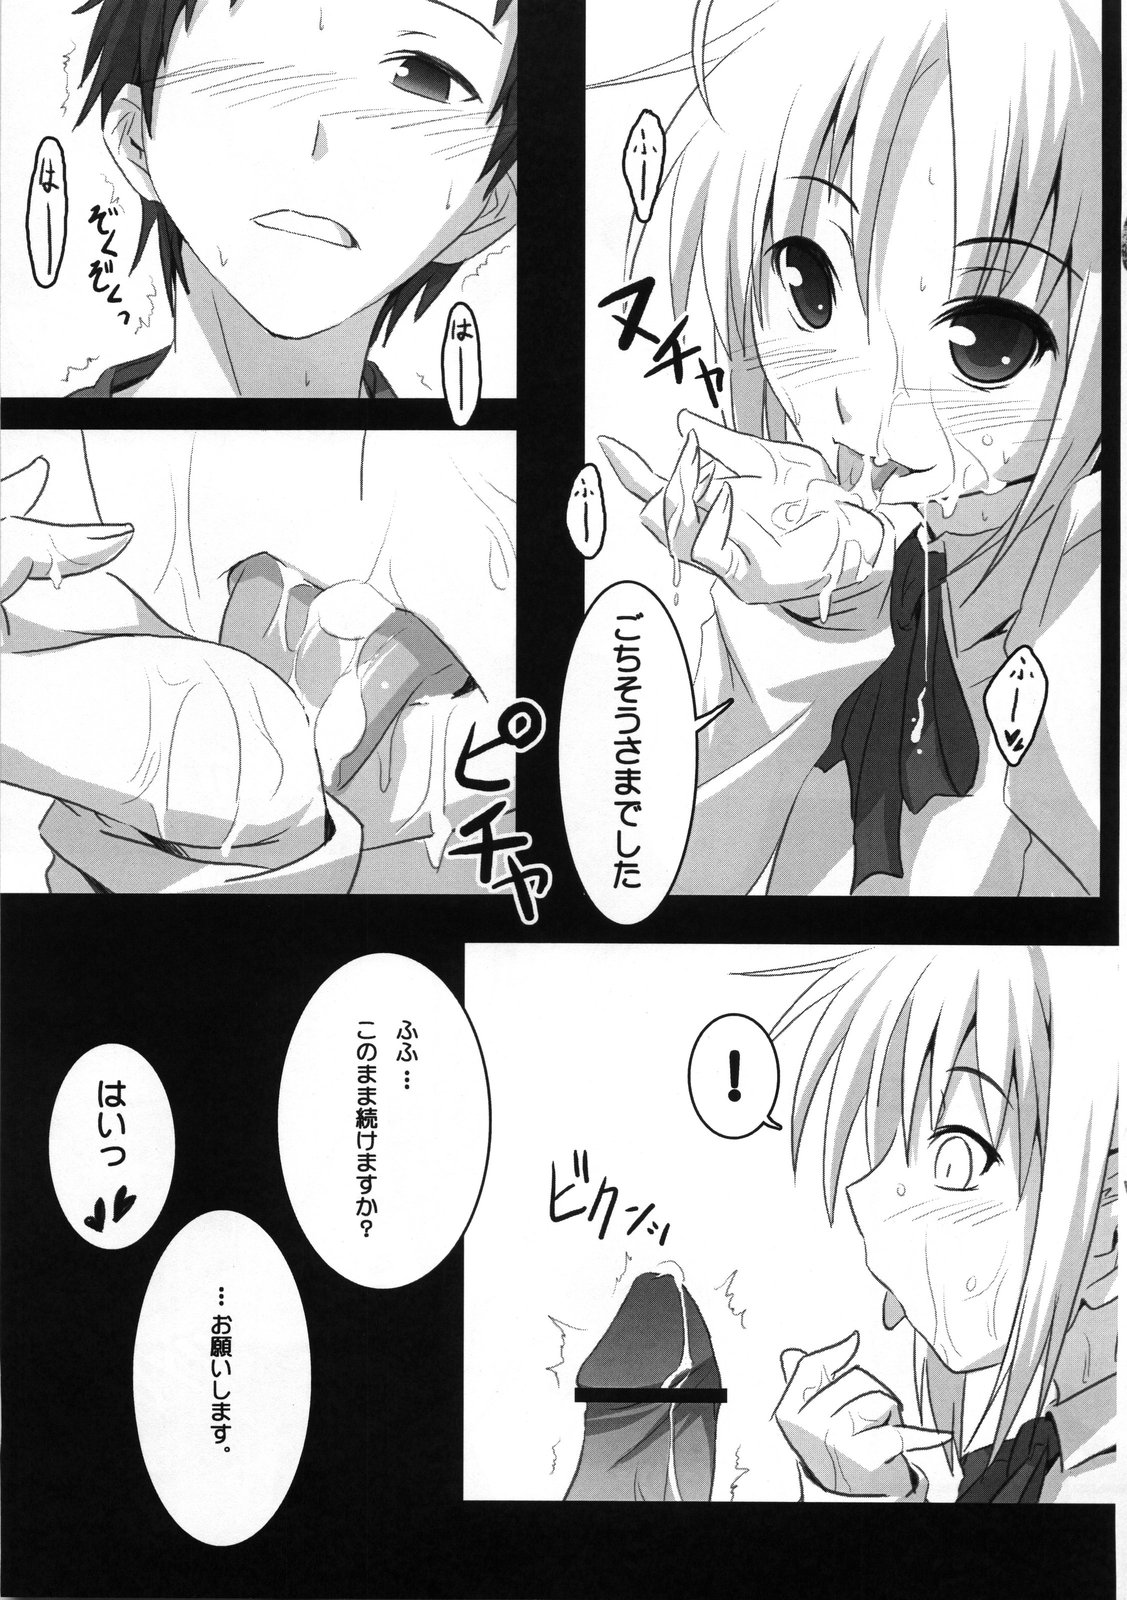 ふー
ヌチャ
ふー
ふー
ごちそうさまでした
はー
はー
ぞくぞくっ
ピチャ
!
ビクンッ
ふふ…
このまま続けますか?
…お願いします。
はいっ